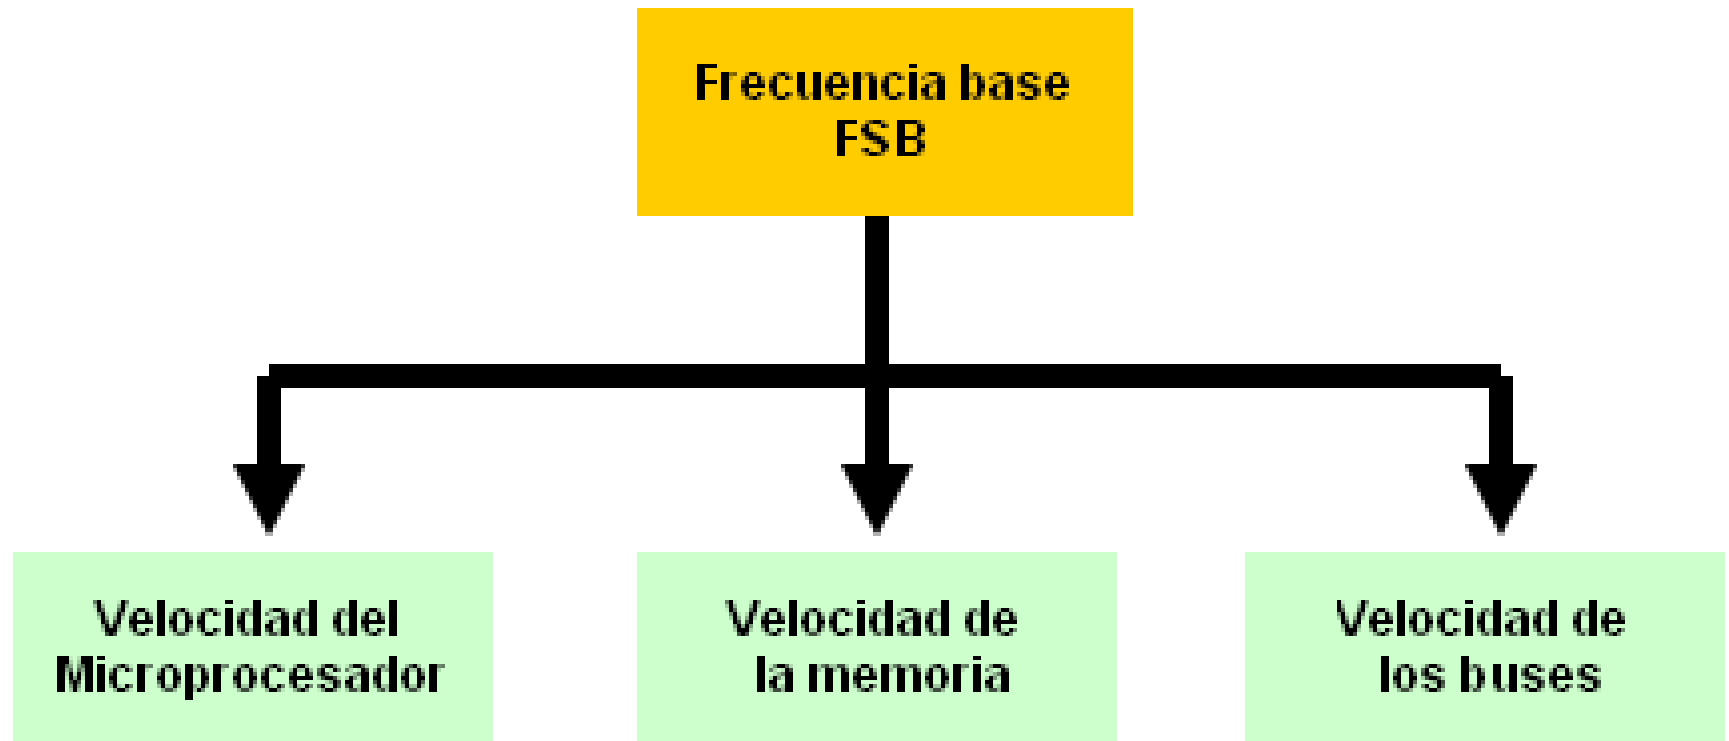 Frecuencia base
FSB
Velocidad del
Microprocesador
Velocidad de
la memoria
Velocidad de
los buses